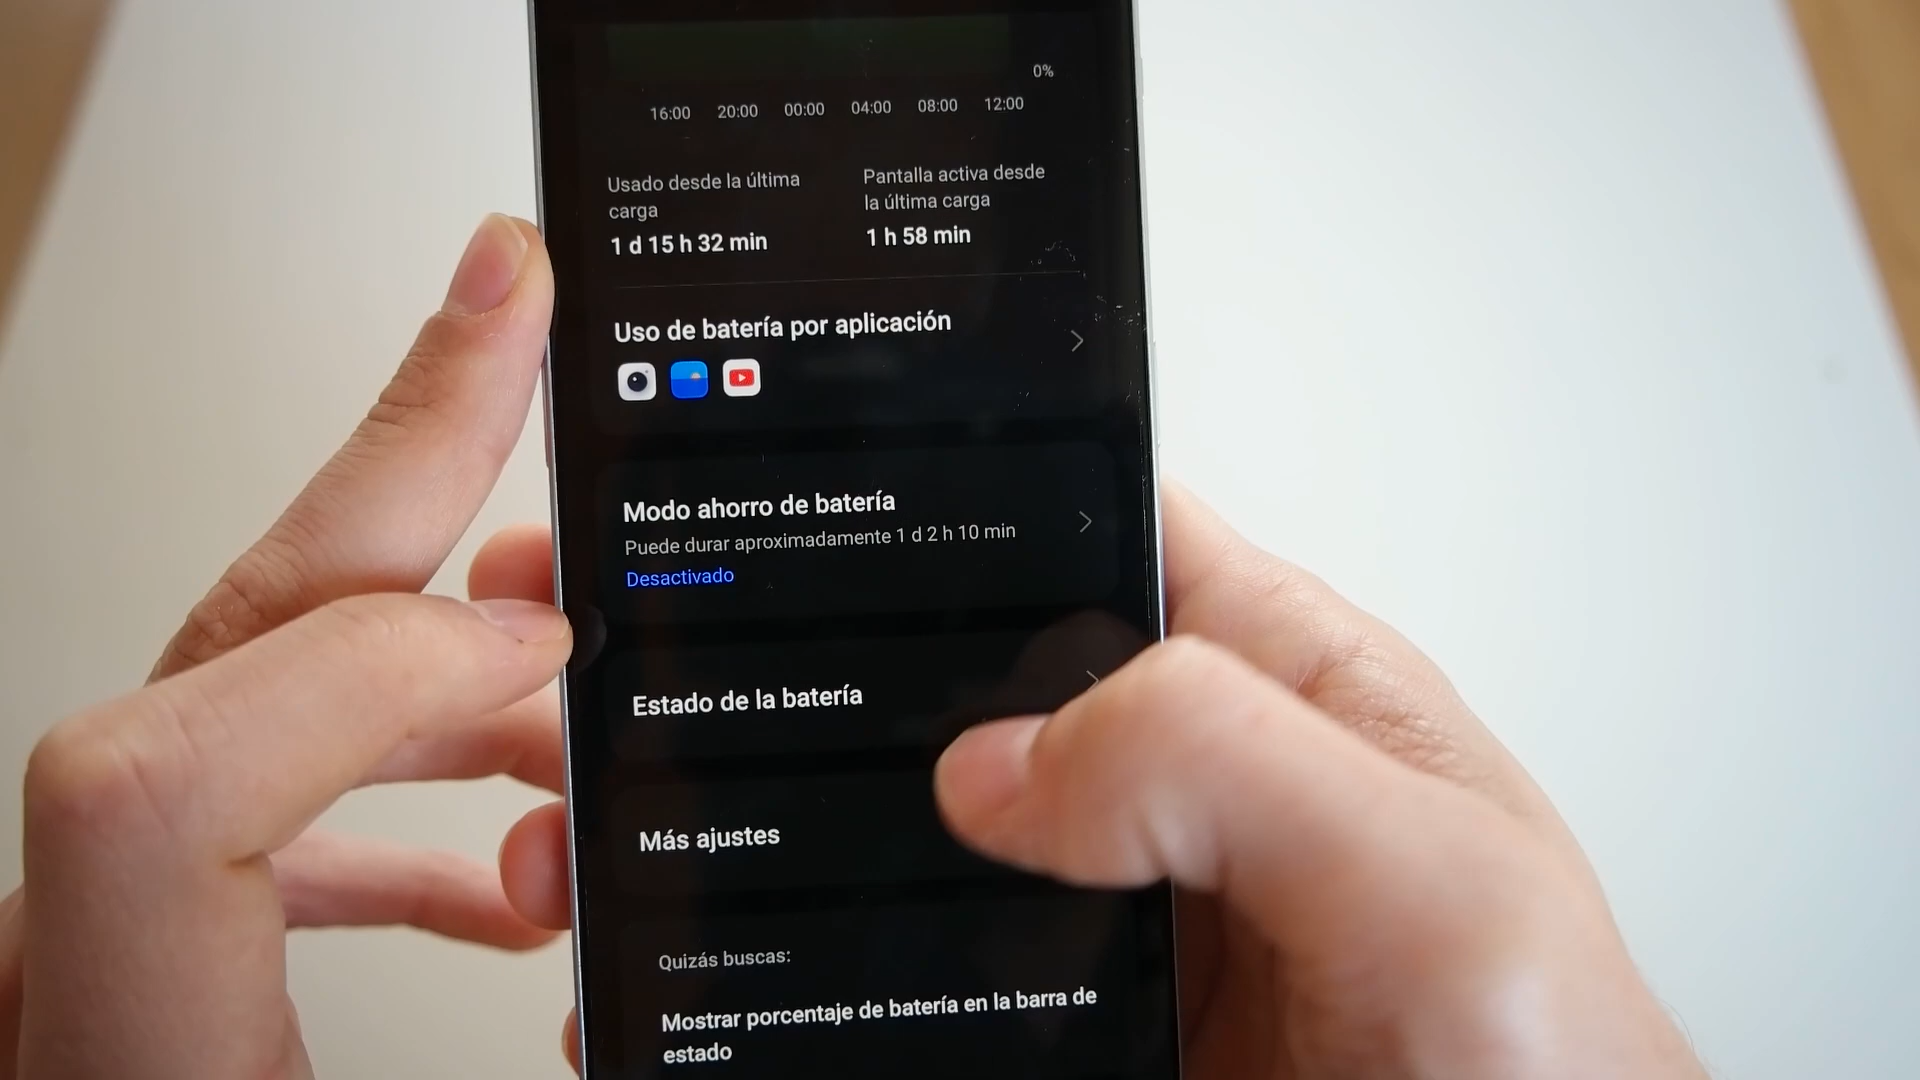 0%
16:00 20:00 00:00 04:00 08:00 12:00
Usado desde la última
carga
1 d 15 h 32 min
Pantalla activa desde
la última carga
1 h 58 min
Uso de batería por aplicación
Modo ahorro de batería
Puede durar aproximadamente 1 d 2 h 10 min
Desactivado
Estado de la batería
Más ajustes
Quizás buscas:
Mostrar porcentaje de batería en la barra de
estado